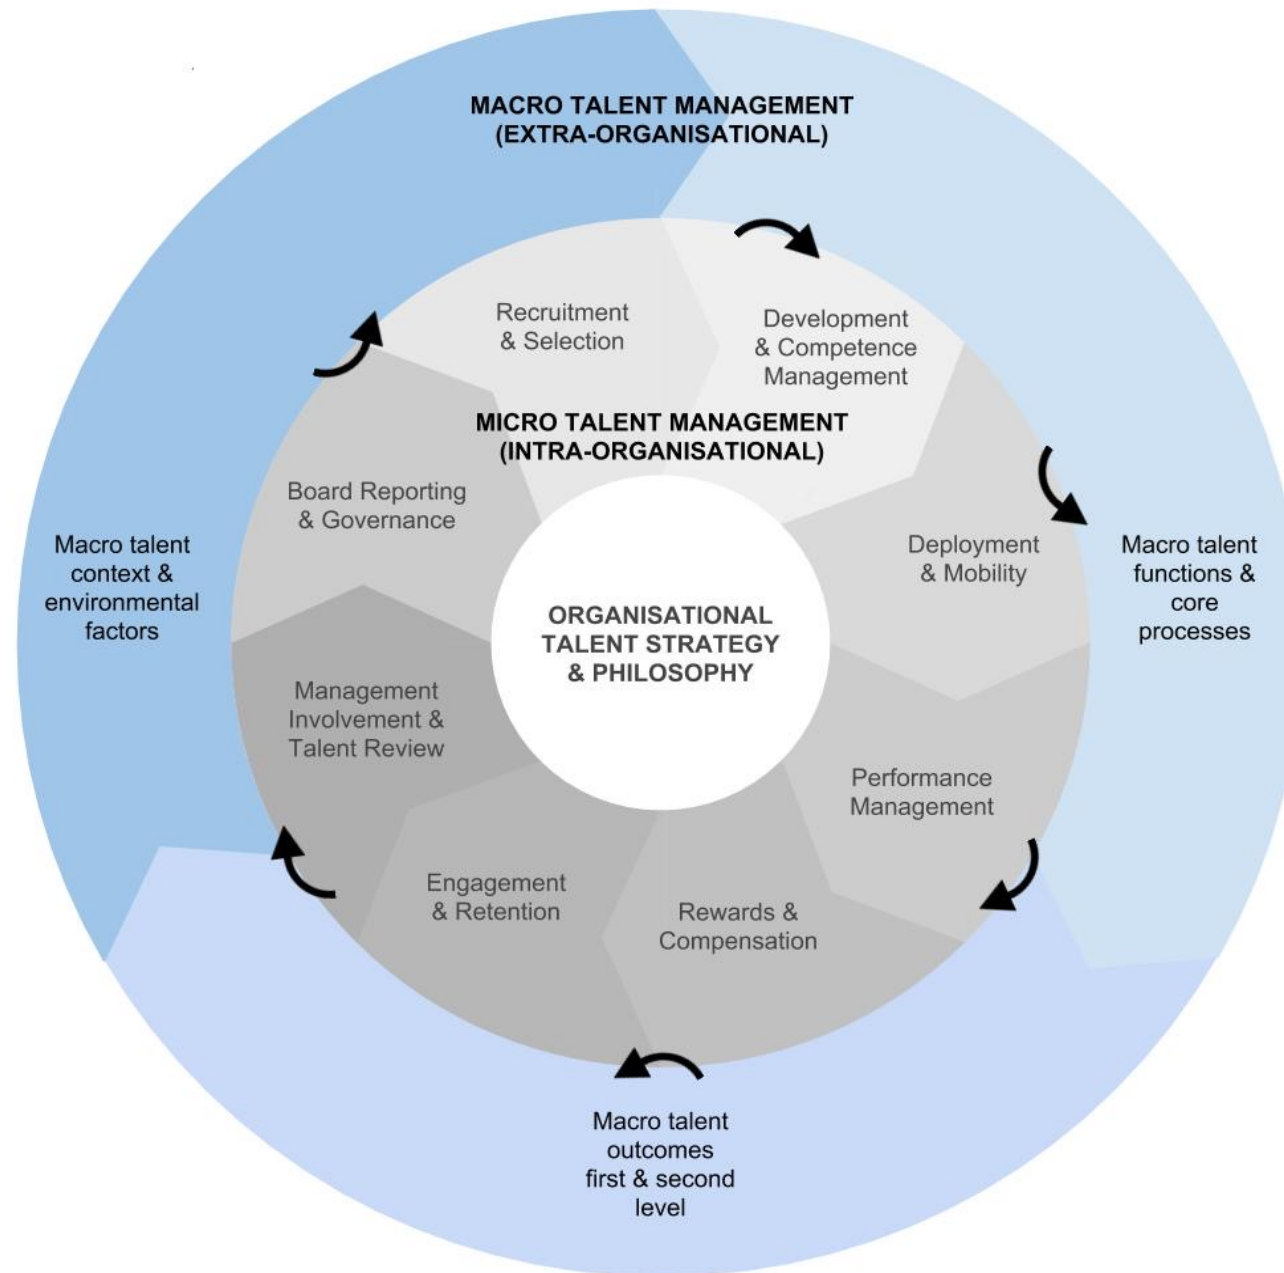 MACRO TALENT MANAGEMENT
(EXTRA-ORGANISATIONAL)
Recruitment
& Selection
Development
& Competence
Management
MICRO TALENT MANAGEMENT
(INTRA-ORGANISATIONAL)
Board Reporting
& Governance
Deployment
& Mobility
Macro talent
context &
environmental
factors
Macro talent
functions &
core
processes
ORGANISATIONAL
TALENT STRATEGY
& PHILOSOPHY
Management
Involvement &
Talent Review
Performance
Management
Engagement
& Retention
Rewards &
Compensation
Macro talent
outcomes
first & second
level